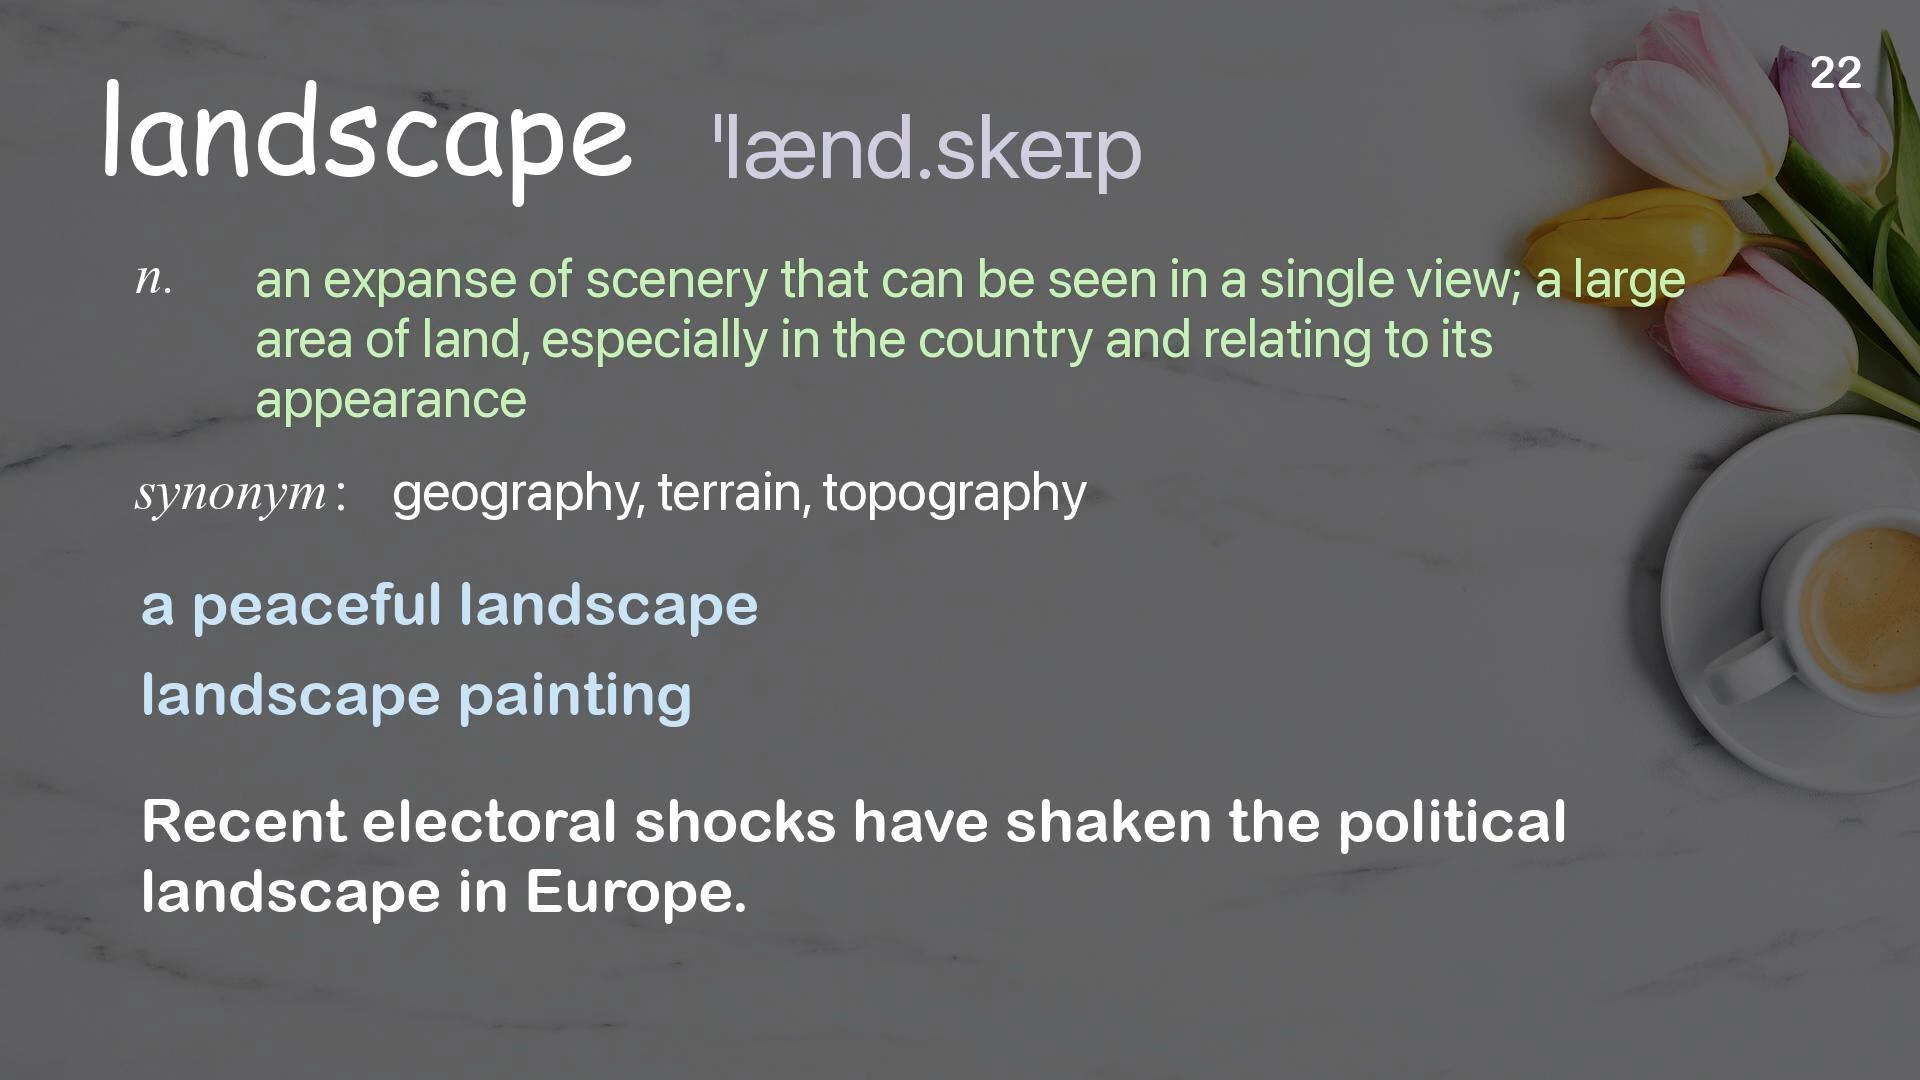 22
landscape ˈlænd.skeɪp
n. an expanse of scenery that can be seen in a single view; a large
area of land, especially in the country and relating to its
appearance
synonym: geography, terrain, topography
a peaceful landscape
landscape painting
Recent electoral shocks have shaken the political
landscape in Europe.